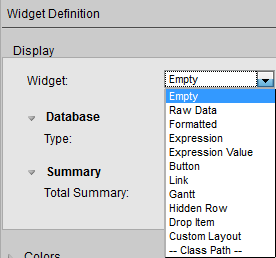 Widget Definition
Display
Widget: Empty
Empty
Raw Data
Formatted
Expression
Expression Value
Button
Link
Gantt
Hidden Row
Drop Item
Custom Layout
-- Class Path --
Database
Type:
Summary
Total Summary:
Colors